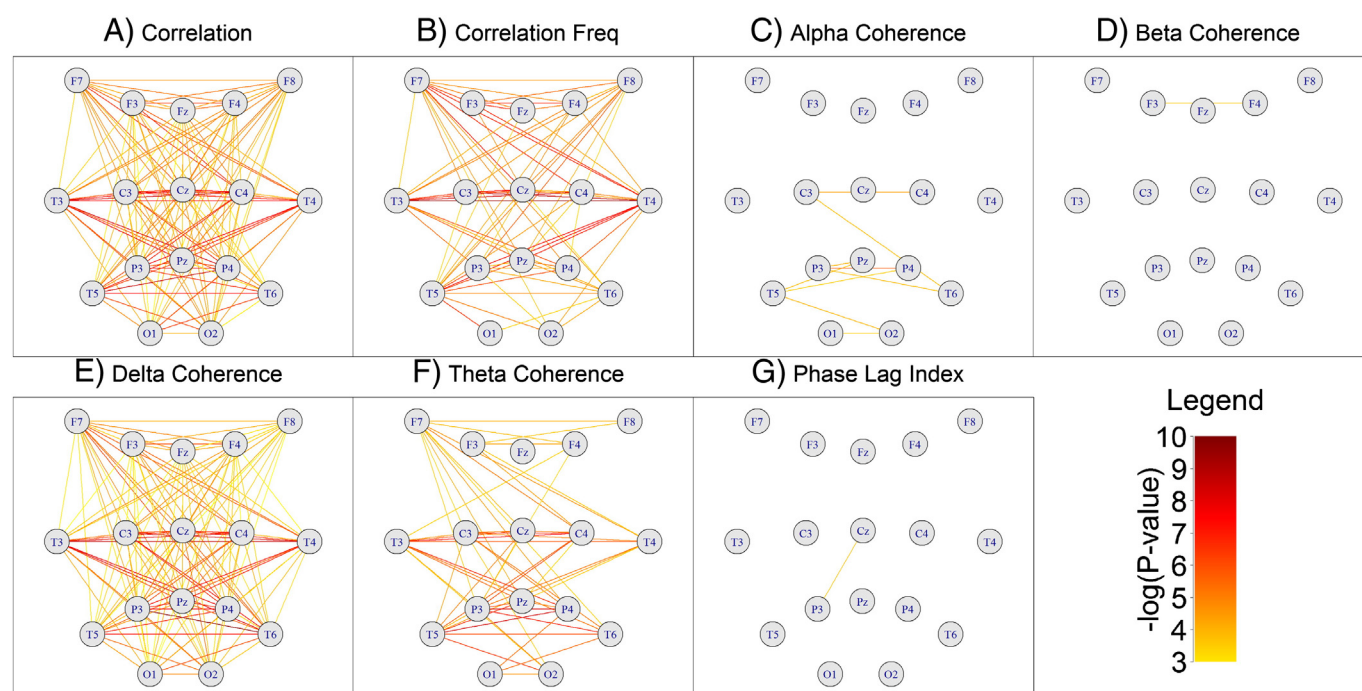 A) Correlation
B) Correlation Freq
C) Alpha Coherence
D) Beta Coherence
F7 F8 F3 Fz F4 T3 C3 Cz C4 T4 P3 Pz P4 T5 T6 O1 O2
F7 F8 F3 Fz F4 T3 C3 Cz C4 T4 P3 Pz P4 T5 T6 O1 O2
F7 F8 F3 Fz F4 T3 C3 Cz C4 T4 P3 Pz P4 T5 T6 O1 O2
F7 F8 F3 Fz F4 T3 C3 Cz C4 T4 P3 Pz P4 T5 T6 O1 O2
E) Delta Coherence
F) Theta Coherence
G) Phase Lag Index
F7 F8 F3 Fz F4 T3 C3 Cz C4 T4 P3 Pz P4 T5 T6 O1 O2
F7 F8 F3 Fz F4 T3 C3 Cz C4 T4 P3 Pz P4 T5 T6 O1 O2
F7 F8 F3 Fz F4 T3 C3 Cz C4 T4 P3 Pz P4 T5 T6 O1 O2
Legend
-log(P-value)
10
9
8
7
6
5
4
3